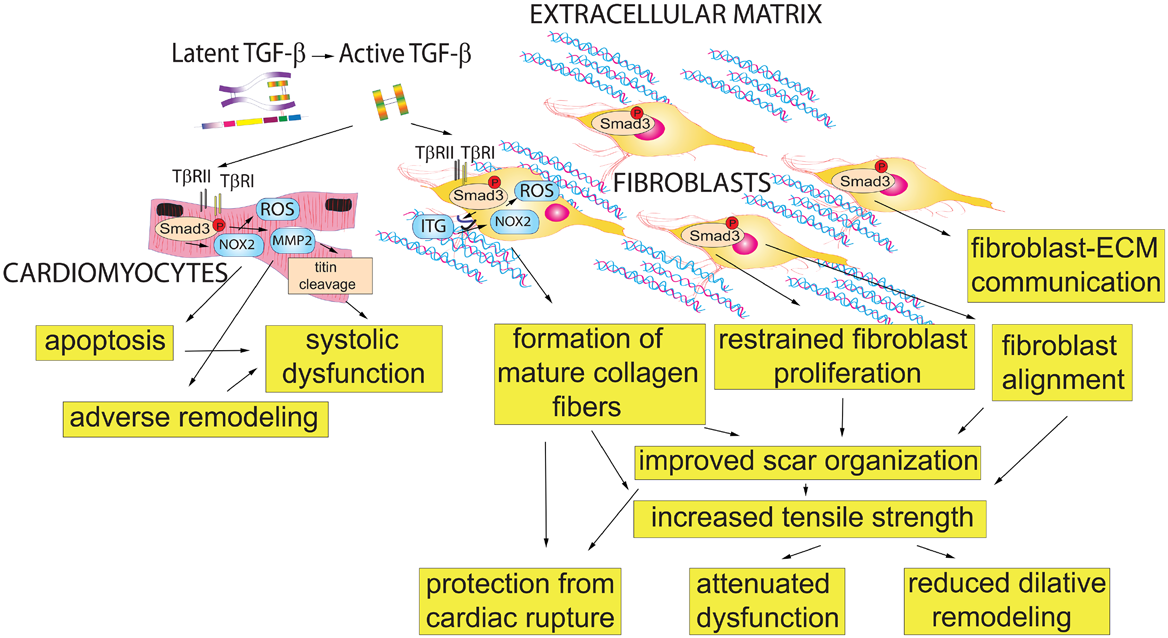 EXTRACELLULAR MATRIX
Latent TGF-β → Active TGF-β
P
Smad3
TβRII
TβRI
TβRII TβRI
P
Smad3
ROS
FIBROBLASTS
P
Smad3
ROS
Smad3
P
NOX2
MMP2
ITG
NOX2
P
Smad3
CARDIOMYOCYTES
titin
cleavage
fibroblast-ECM
communication
apoptosis
systolic
dysfunction
adverse remodeling
formation of
mature collagen
fibers
restrained fibroblast
proliferation
fibroblast
alignment
improved scar organization
increased tensile strength
protection from
cardiac rupture
attenuated
dysfunction
reduced dilative
remodeling